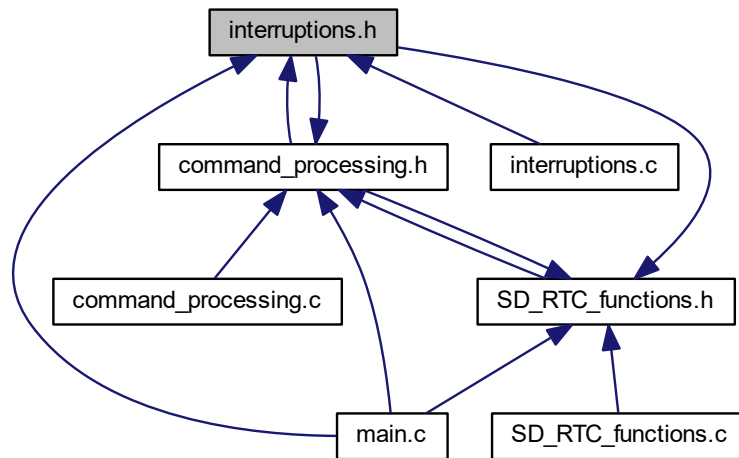 interruptions.h
command_processing.h
interruptions.c
command_processing.c
SD_RTC_functions.h
main.c
SD_RTC_functions.c